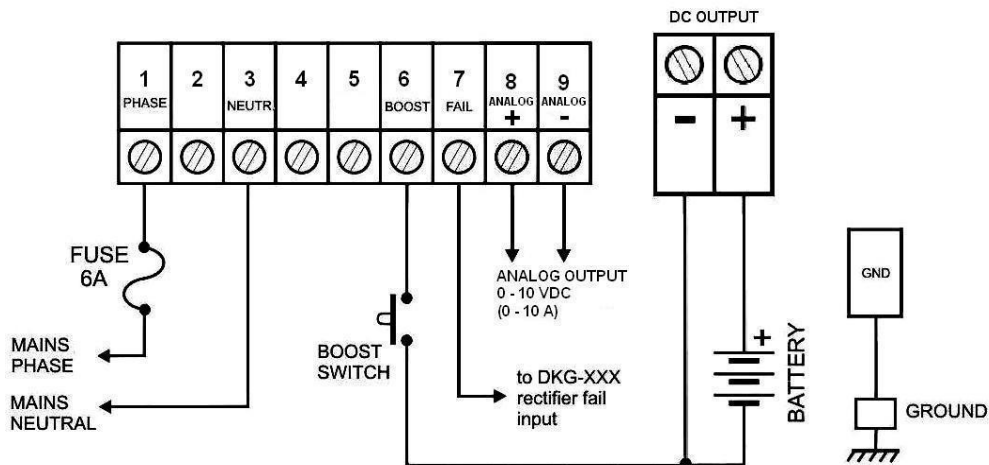 DC OUTPUT
1 2 3 4 5 6 7 8 9
PHASE NEUTR. BOOST FAIL ANALOG ANALOG
+ -
- +
FUSE
6A
MAINS
PHASE
MAINS
NEUTRAL
BOOST
SWITCH
ANALOG OUTPUT
0 - 10 VDC
(0 - 10 A)
to DKG-XXX
rectifier fail
input
+
BATTERY
GND
GROUND